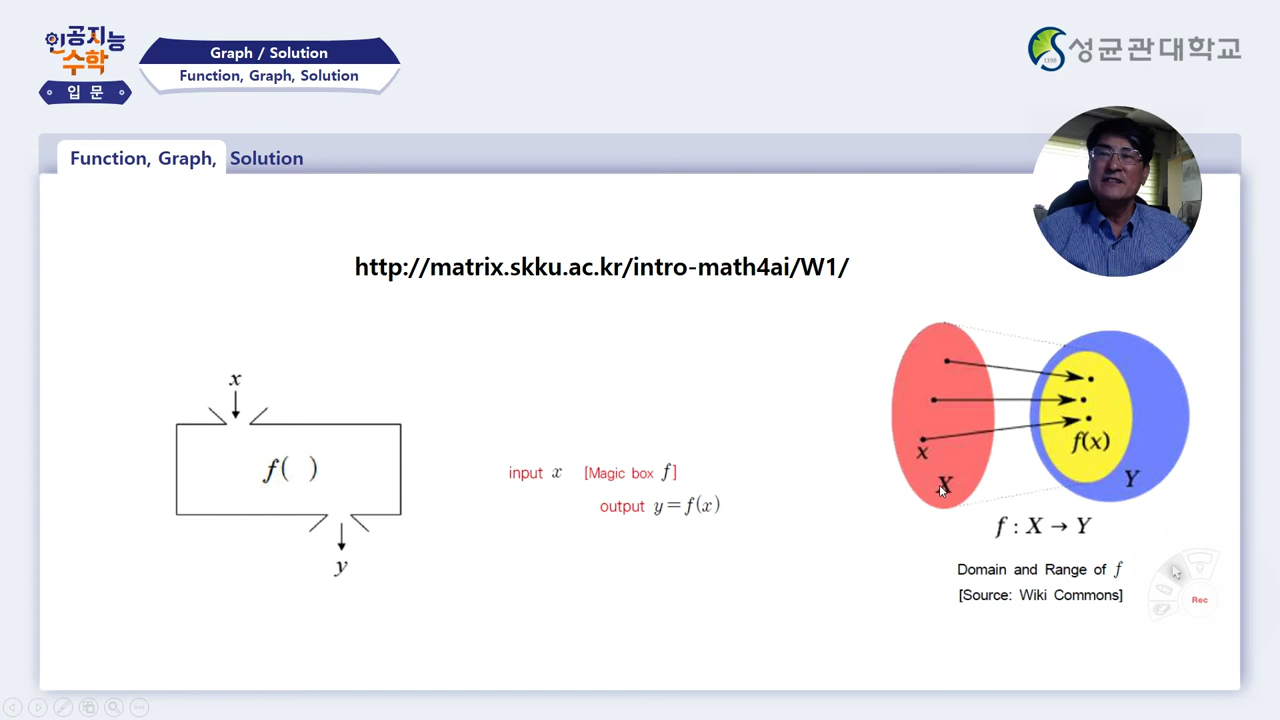 인공지능
수학
입문
Graph / Solution
Function, Graph, Solution
1398
성균관대학교
Function, Graph, Solution
http://matrix.skku.ac.kr/intro-math4ai/W1/
x
f( )
y
input x [Magic box f]
output y = f(x)
x
X
f(x)
Y
f : X → Y
Domain and Range of f
[Source: Wiki Commons]
Rec